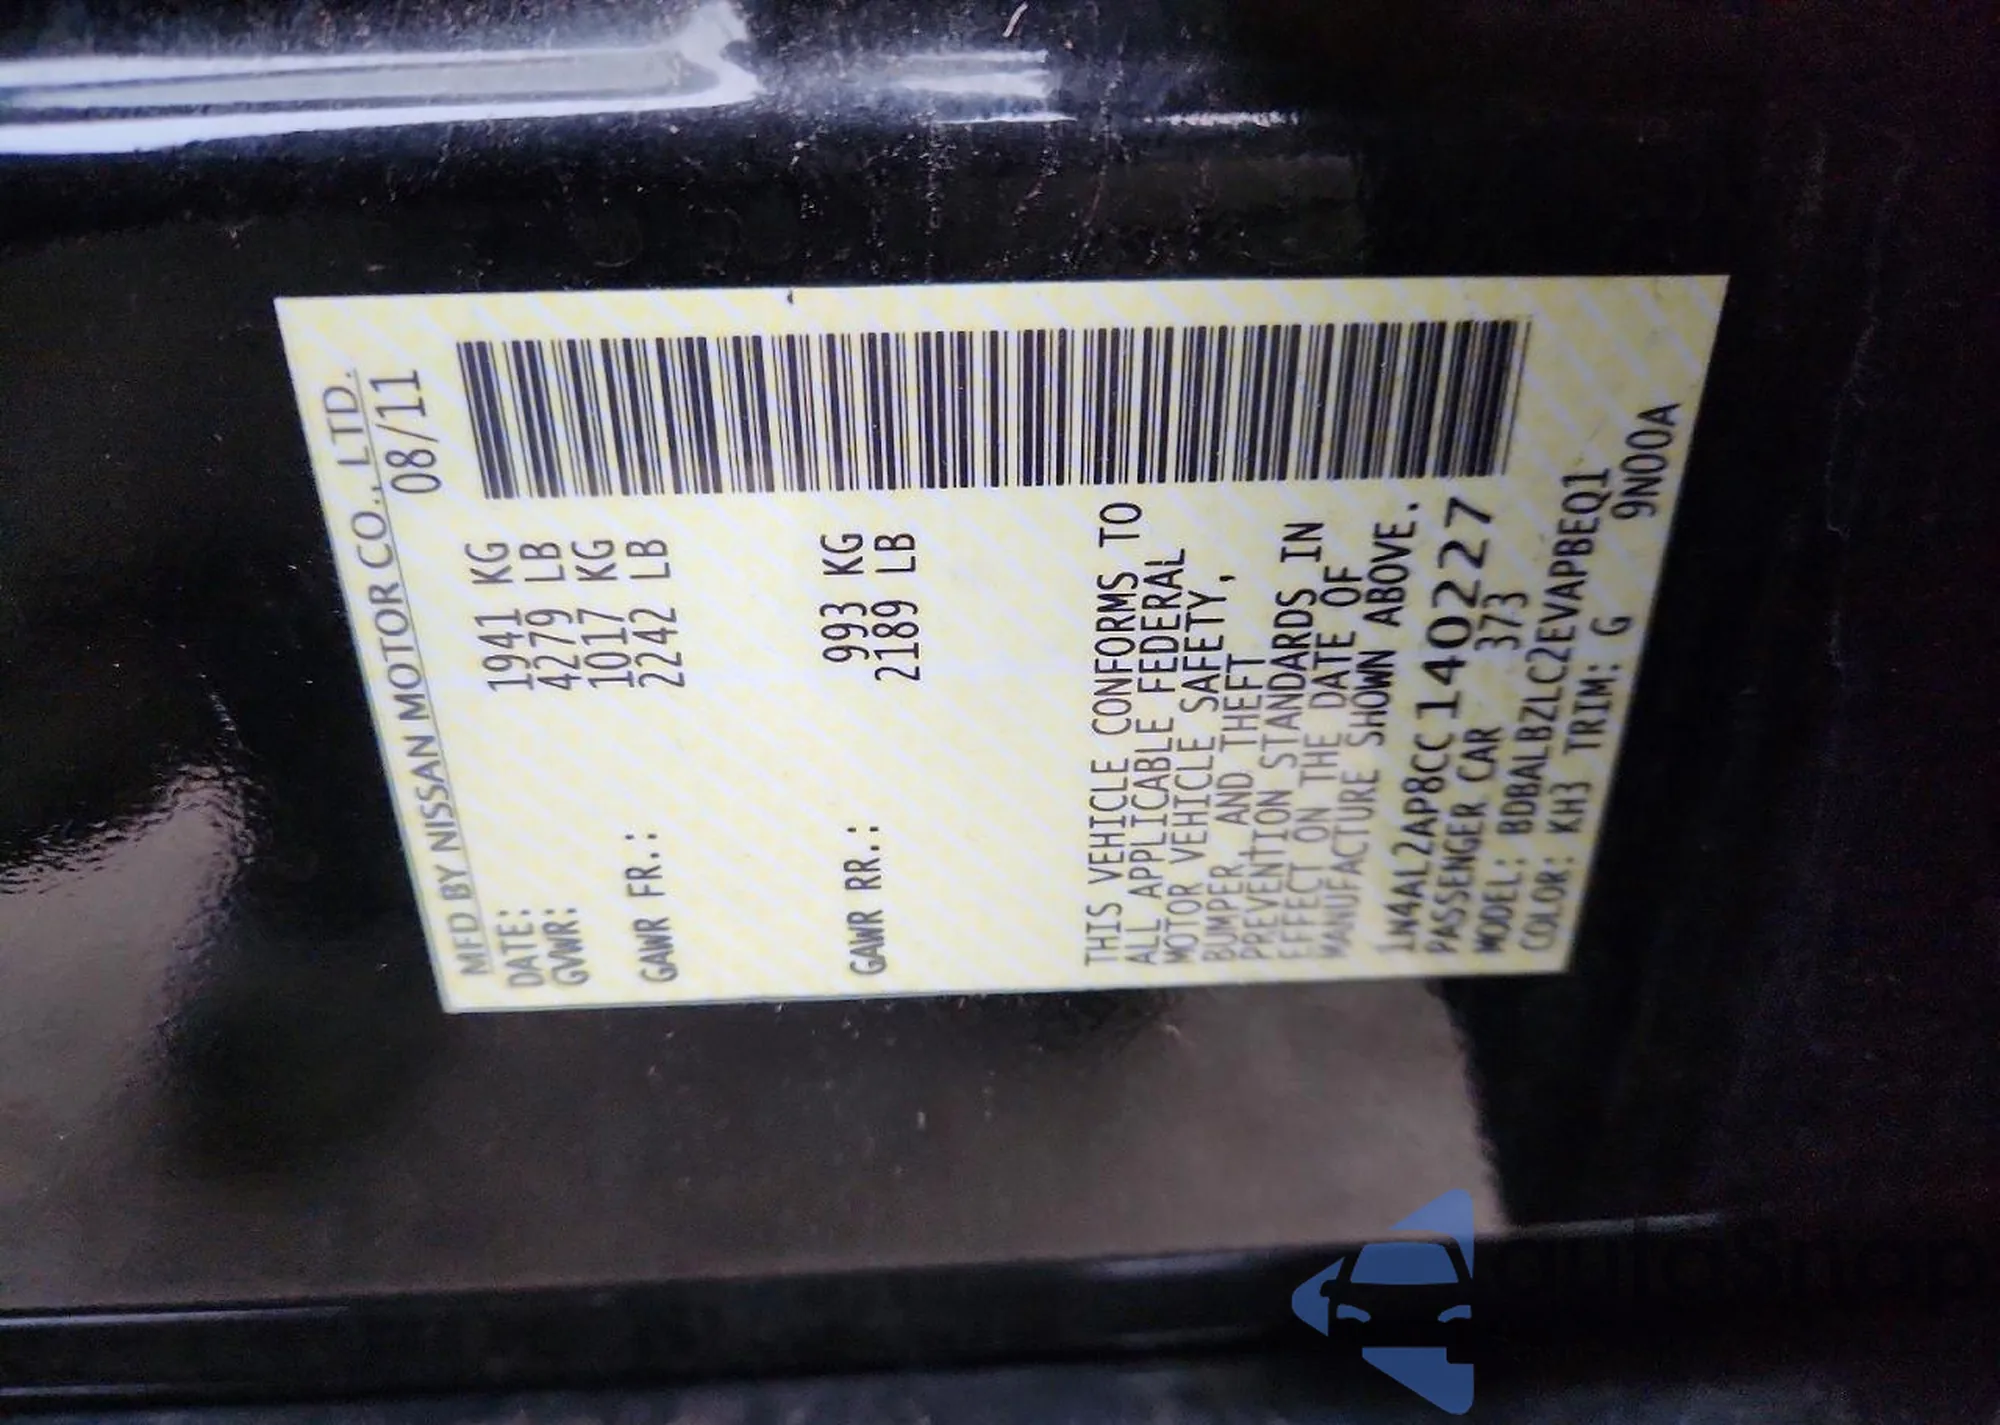 MFD BY NISSAN MOTOR CO., LTD.
DATE: 08/11
GVWR: 1941 KG
4279 LB
GAWR FR.: 1017 KG
2242 LB
GAWR RR.: 993 KG
2189 LB
THIS VEHICLE CONFORMS TO
ALL APPLICABLE FEDERAL
MOTOR VEHICLE SAFETY,
BUMPER, AND THEFT
PREVENTION STANDARDS IN
EFFECT ON THE DATE OF
MANUFACTURE SHOWN ABOVE.
1N4AL2AP8CC140227
PASSENGER CAR 373
MODEL: BDBALBZLC2EVAPBEQ1
COLOR: KH3 TRIM: G 9N00A